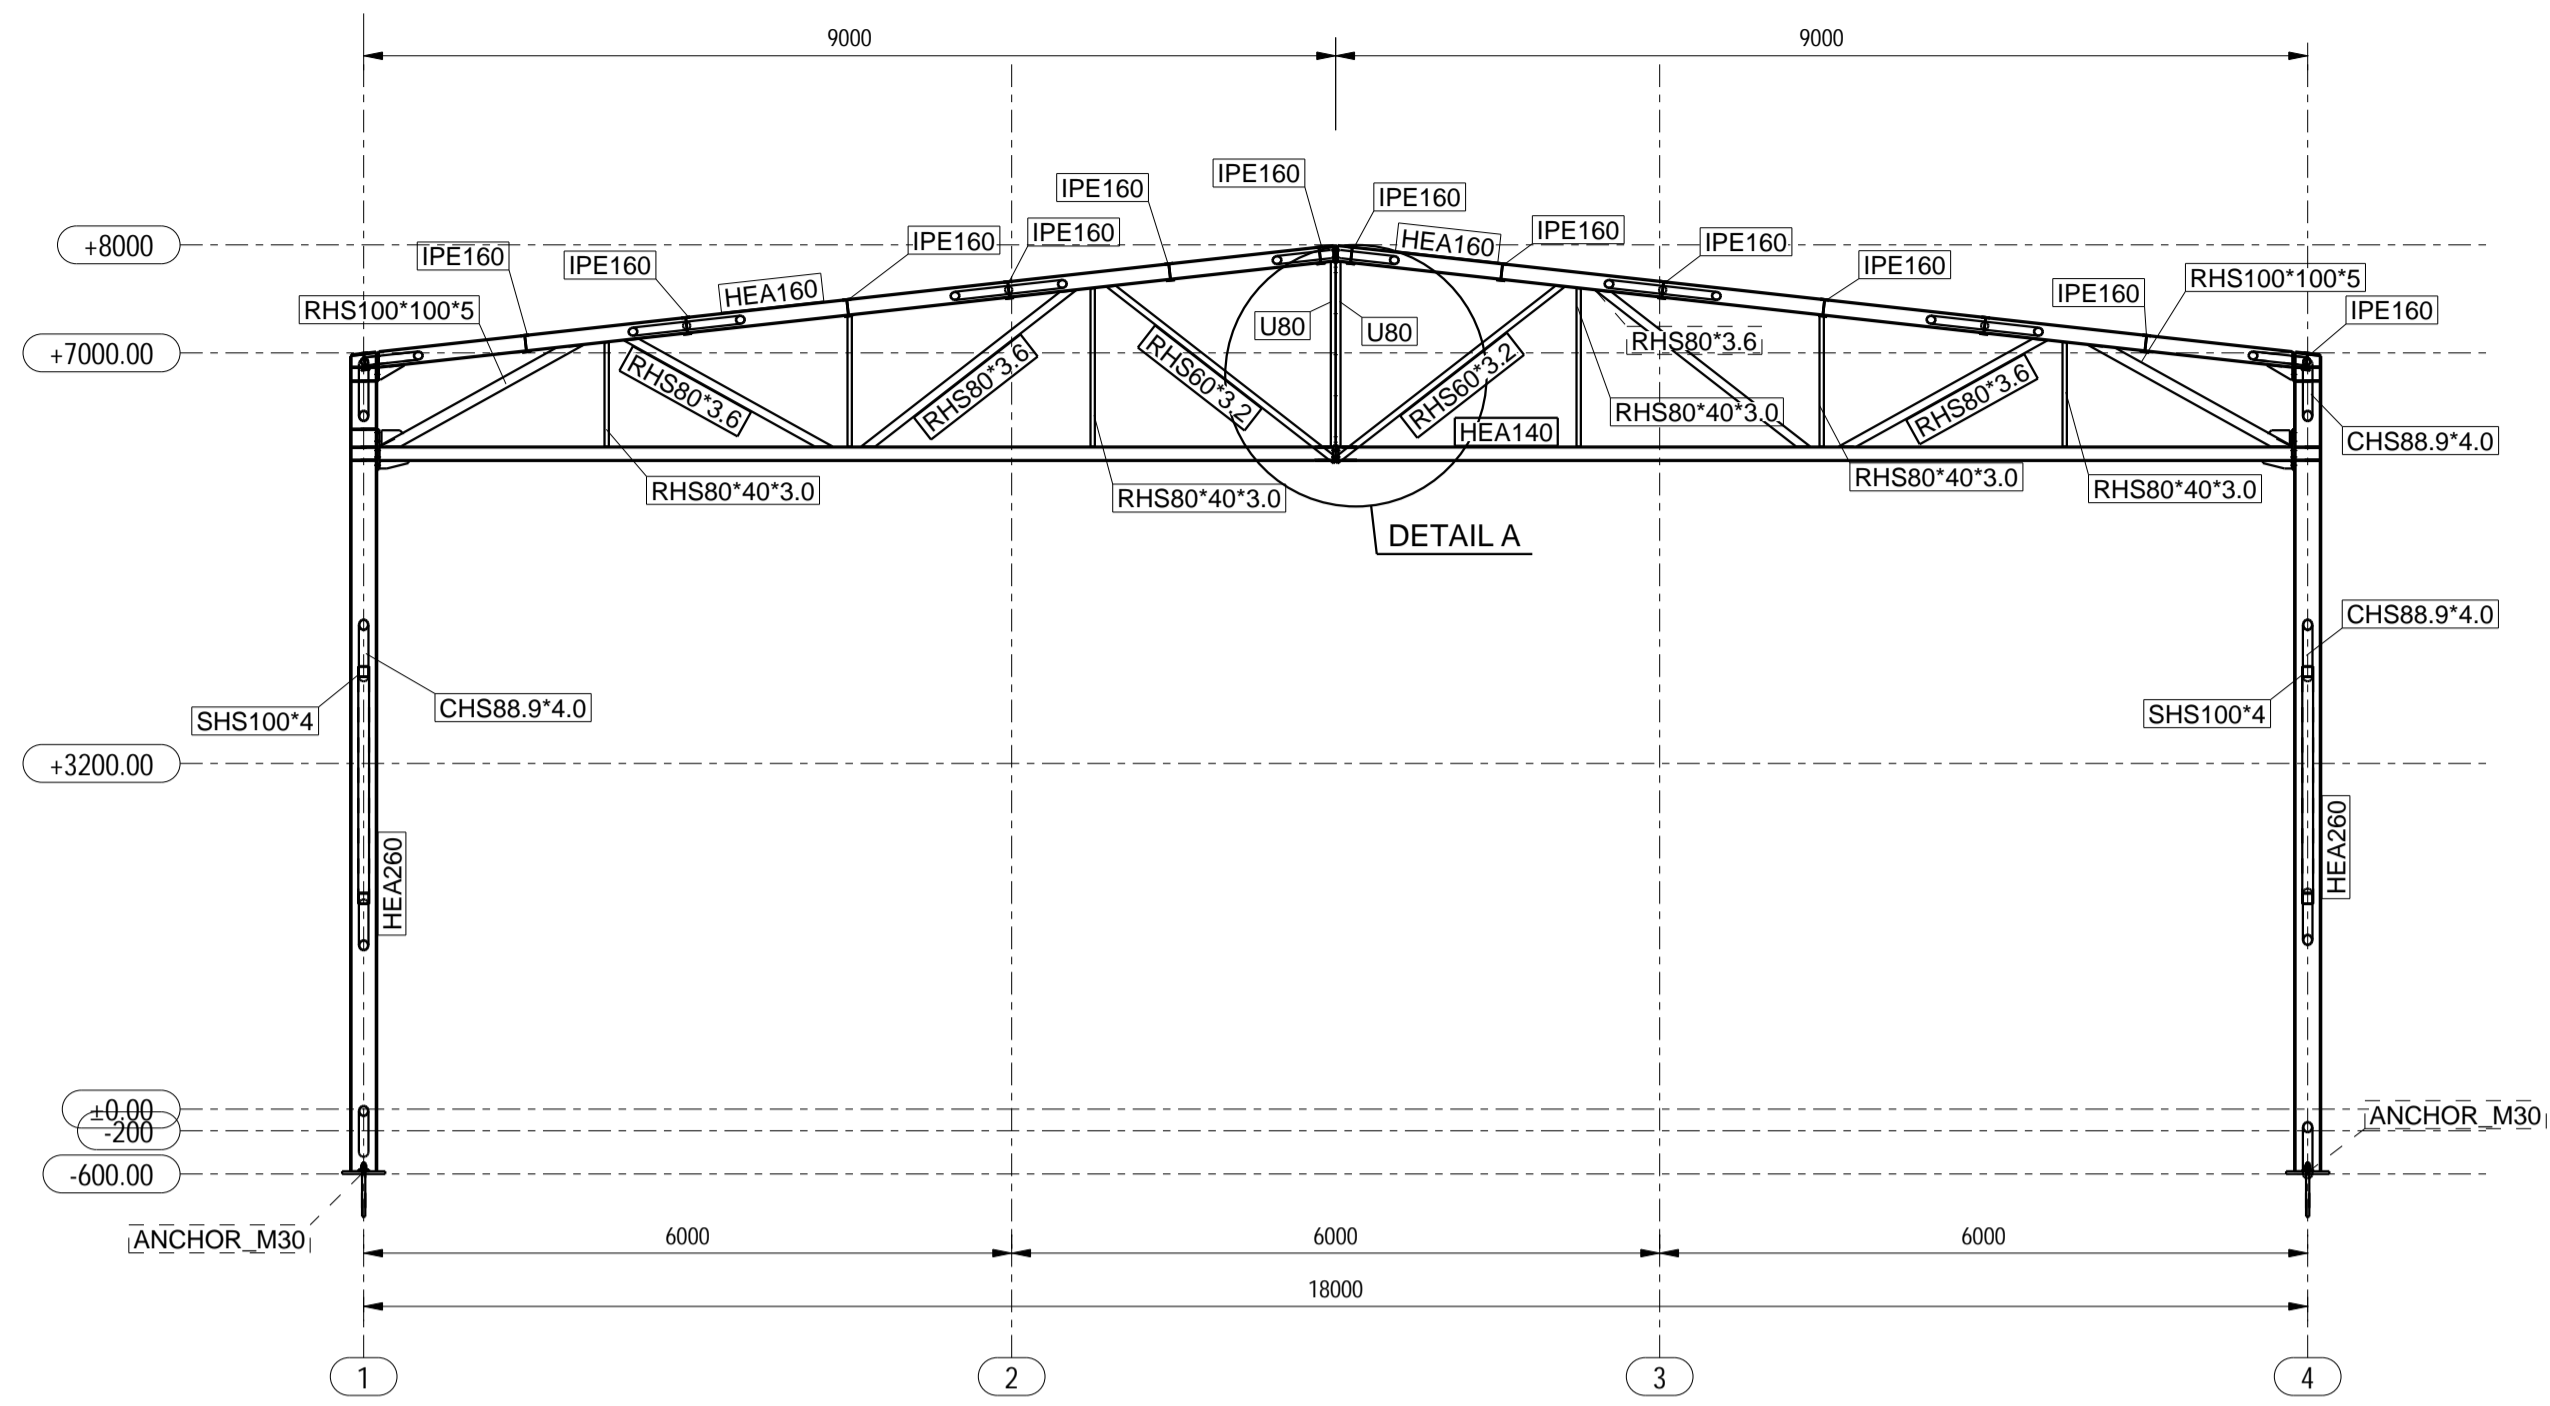 9000
9000
IPE160
IPE160
IPE160
+8000
IPE160
IPE160
HEA160
IPE160
IPE160
IPE160
IPE160
HEA160
IPE160
RHS100*100*5
IPE160
RHS100*100*5
IPE160
+7000.00
U80
U80
RHS80*3.6
RHS80*3.6
RHS80*3.6
RHS60*3.2
RHS60*3.2
RHS80*3.6
RHS80*40*3.0
HEA140
CHS88.9*4.0
RHS80*40*3.0
RHS80*40*3.0
RHS80*40*3.0
RHS80*40*3.0
DETAIL A
CHS88.9*4.0
SHS100*4
CHS88.9*4.0
SHS100*4
+3200.00
HEA260
HEA260
±0.00
-200
ANCHOR_M30
-600.00
ANCHOR_M30
6000
6000
6000
18000
1
2
3
4